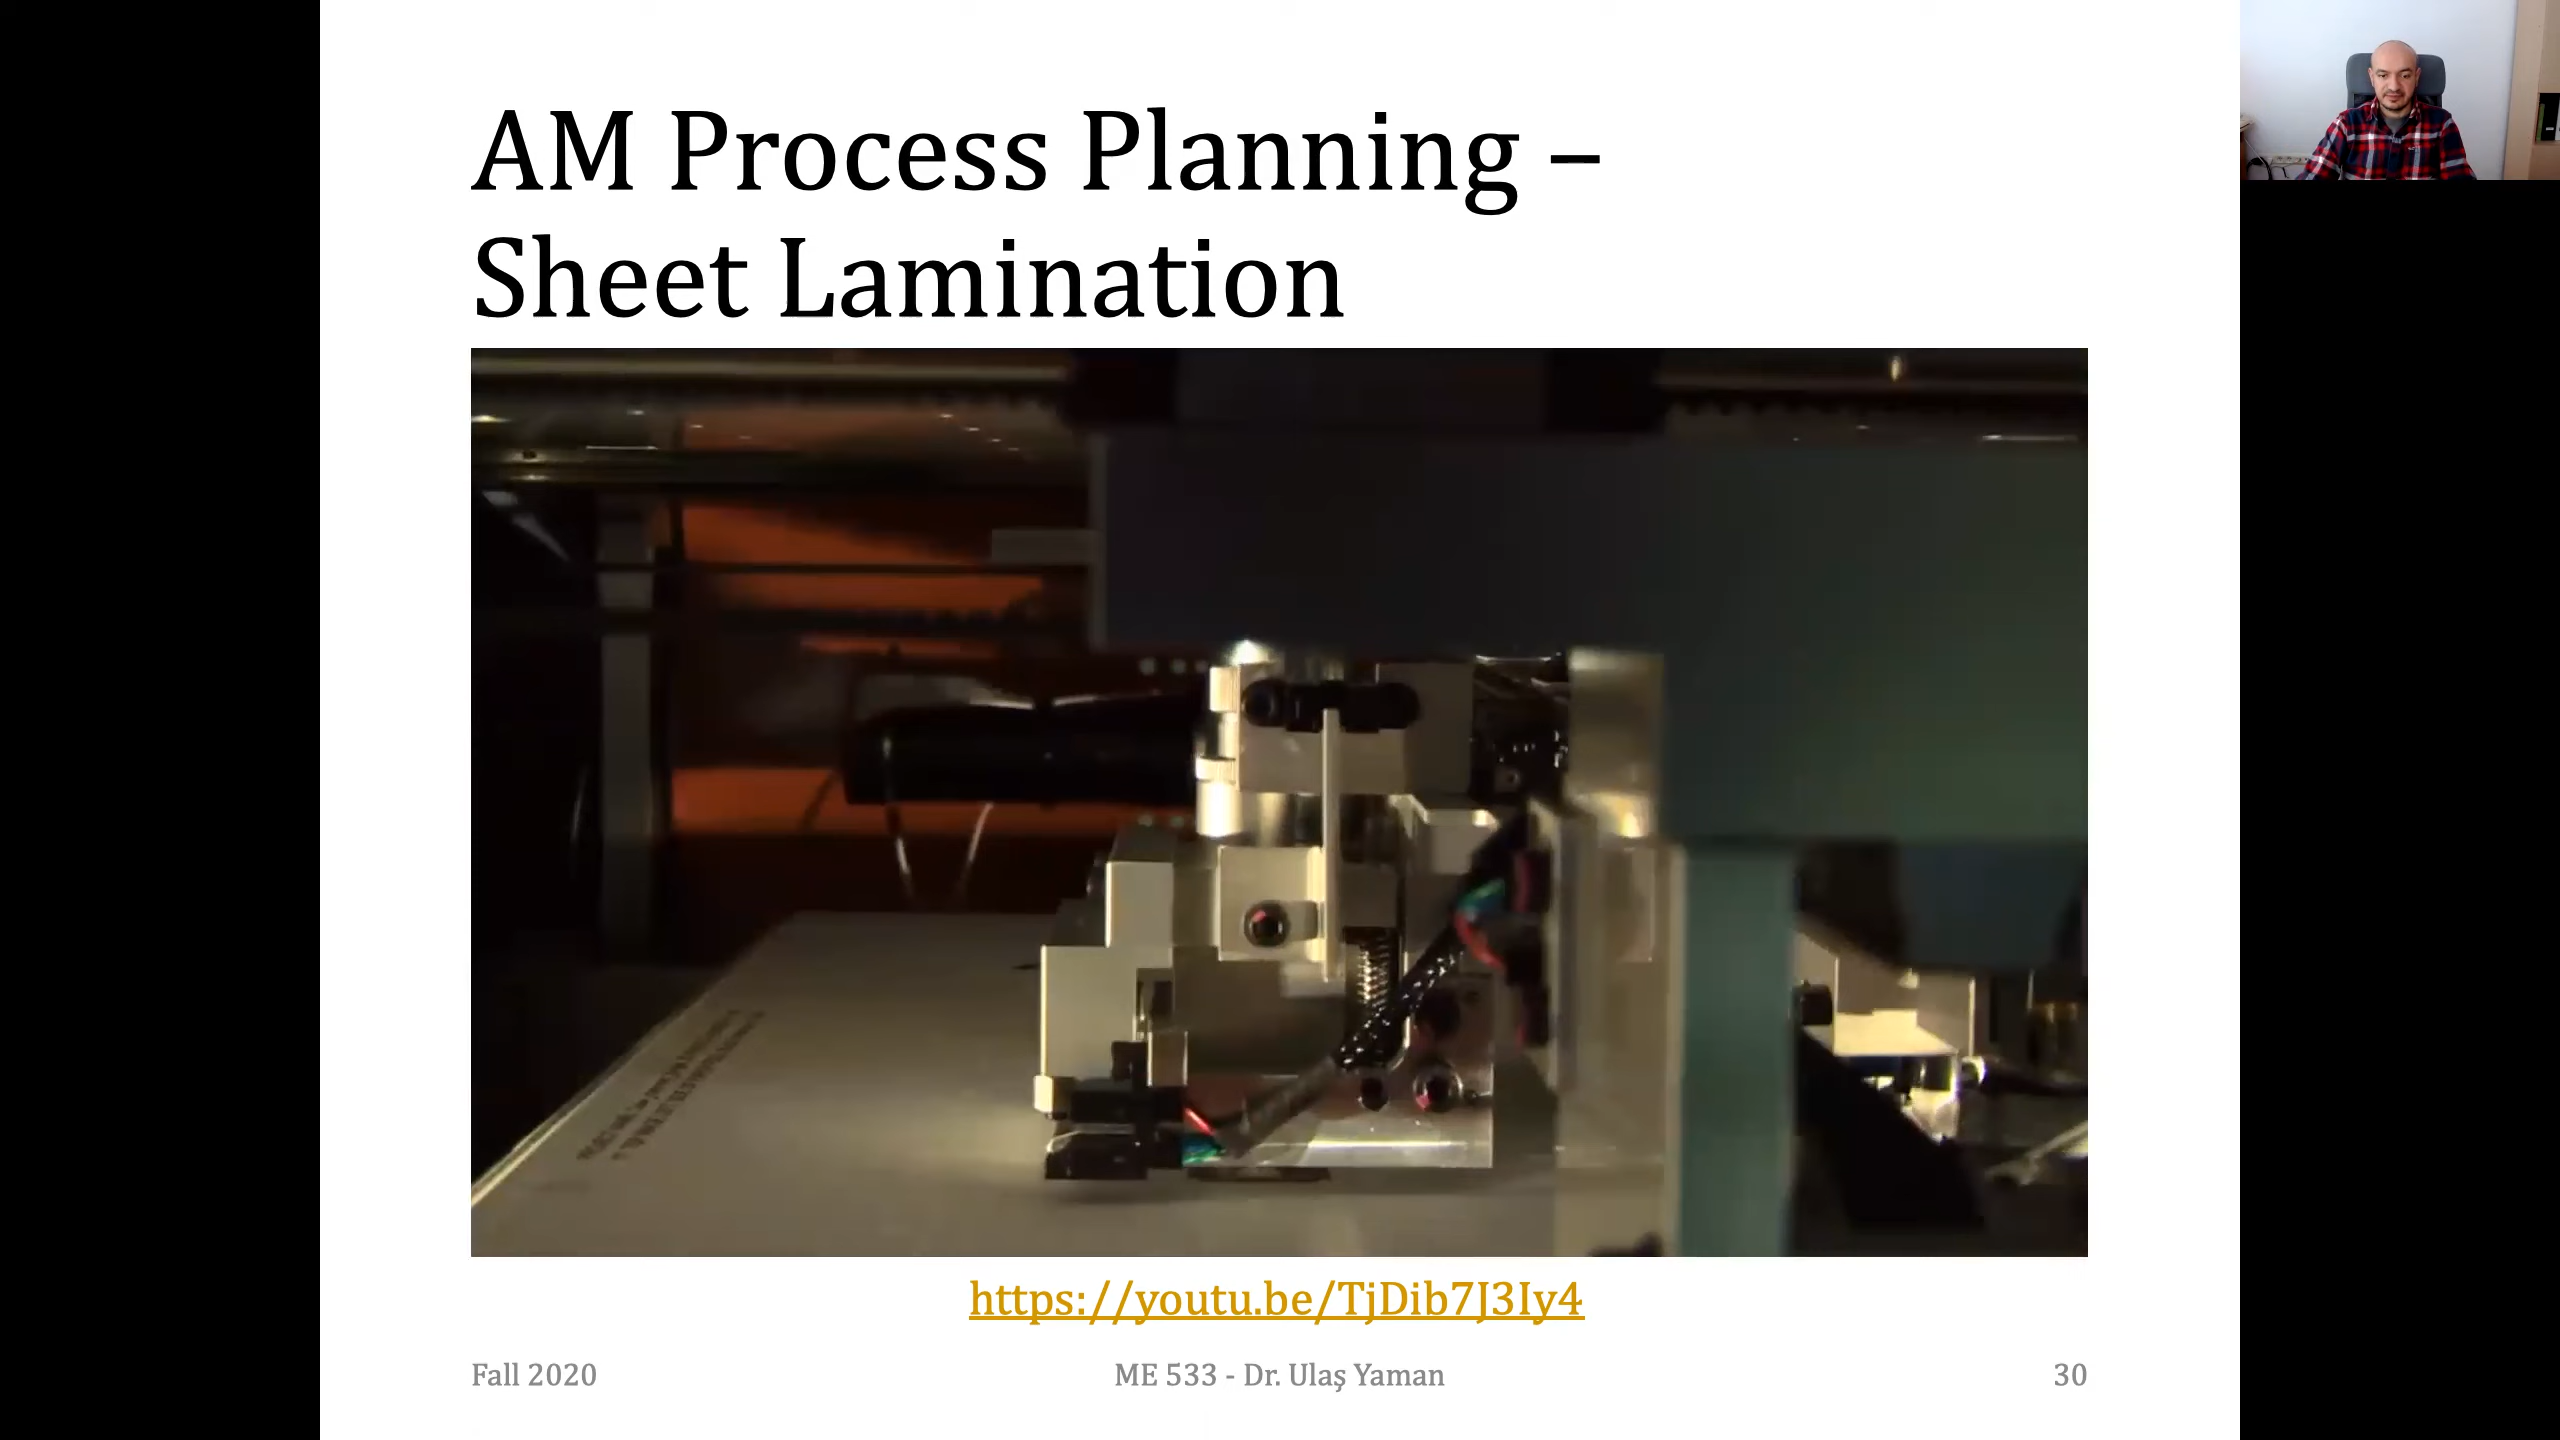 AM Process Planning –
Sheet Lamination
https://youtu.be/TjDib7J3Iy4
Fall 2020
ME 533 - Dr. Ulaş Yaman
30